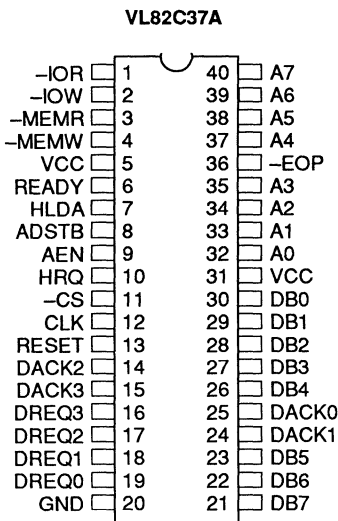 VL82C37A
–IOR 1 40 A7
–IOW 2 39 A6
–MEMR 3 38 A5
–MEMW 4 37 A4
VCC 5 36 –EOP
READY 6 35 A3
HLDA 7 34 A2
ADSTB 8 33 A1
AEN 9 32 A0
HRQ 10 31 VCC
–CS 11 30 DB0
CLK 12 29 DB1
RESET 13 28 DB2
DACK2 14 27 DB3
DACK3 15 26 DB4
DREQ3 16 25 DACK0
DREQ2 17 24 DACK1
DREQ1 18 23 DB5
DREQ0 19 22 DB6
GND 20 21 DB7